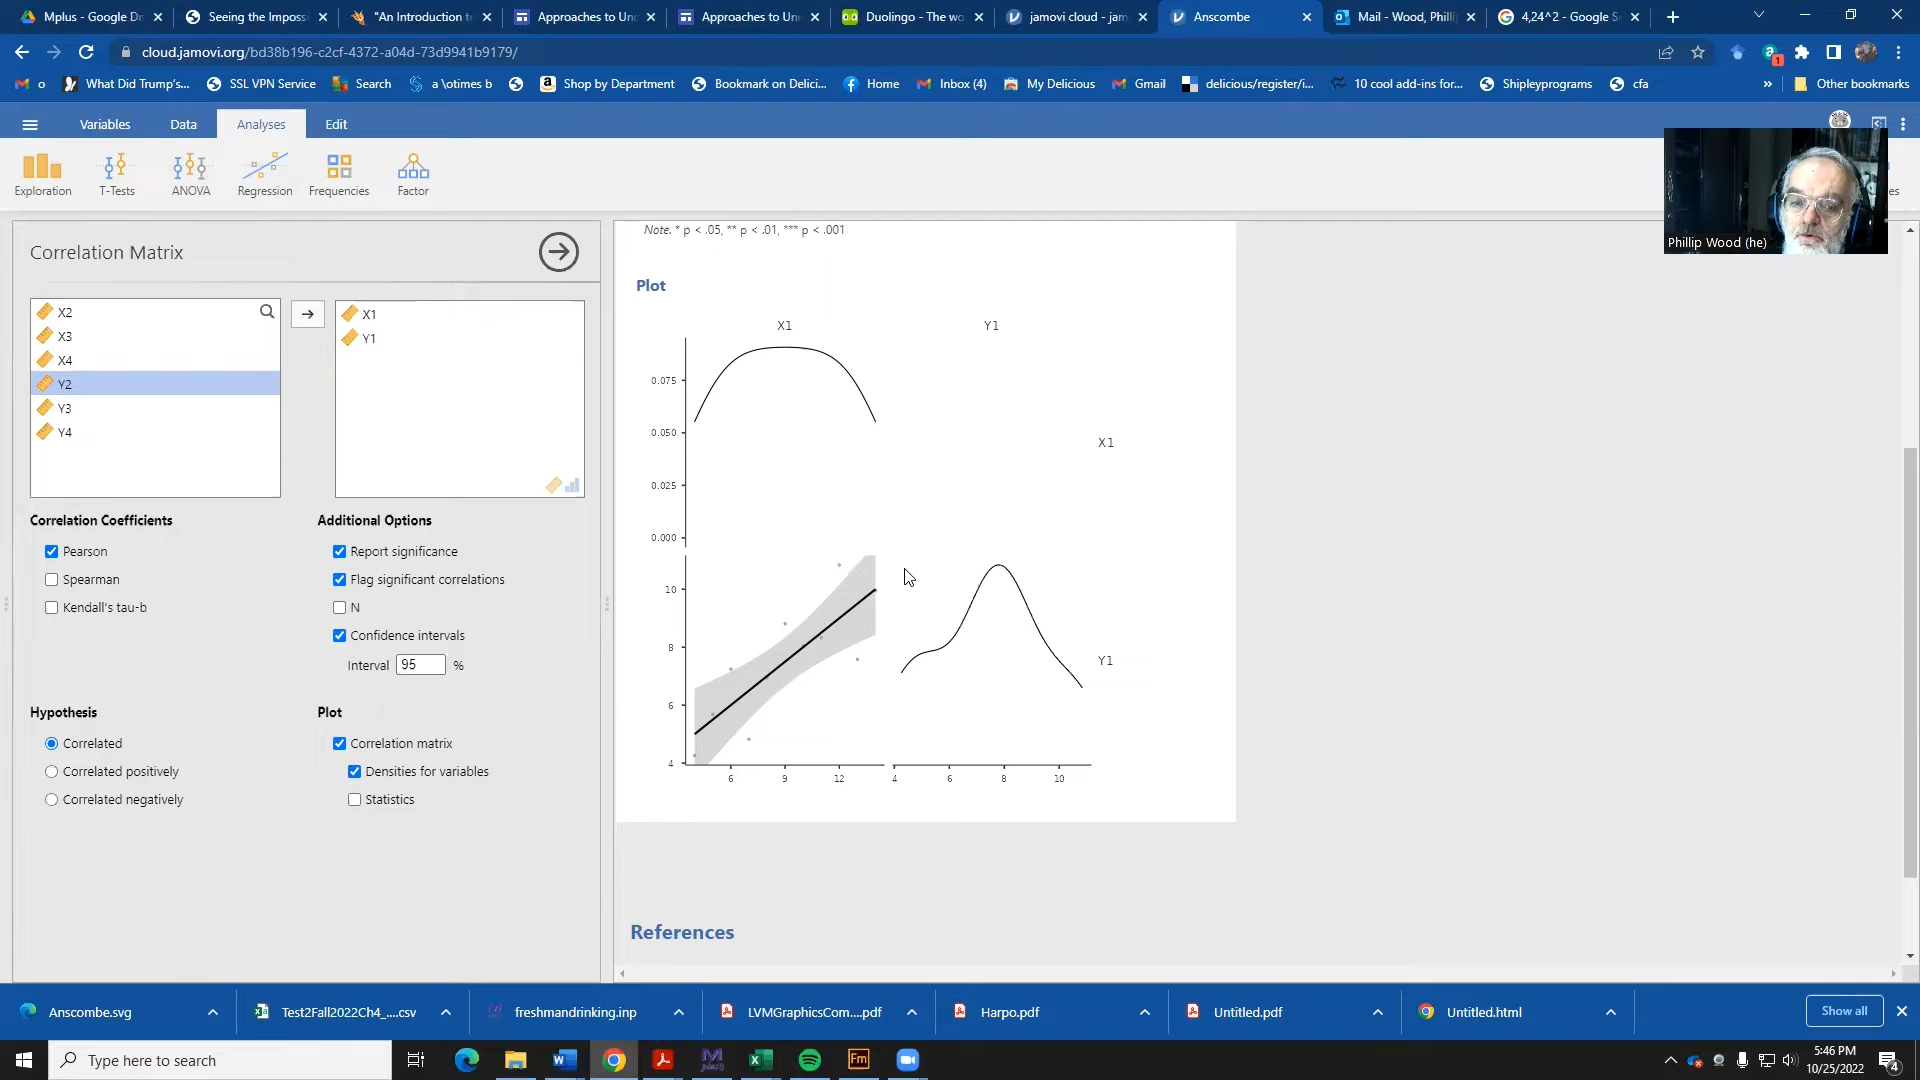 Mplus - Google Dr
Seeing the Imposs
"An Introduction t
Approaches to Und
Approaches to Und
Duolingo - The wo
jamovi cloud - jam
Anscombe
Mail - Wood, Philli
4,24^2 - Google S
cloud.jamovi.org/bd38b196-c2cf-4372-a04d-73d9941b9179/
1
o
What Did Trump's...
SSL VPN Service
Search
a \otimes b
Shop by Department
Bookmark on Delici...
Home
Inbox (4)
My Delicious
Gmail
delicious/register/i...
10 cool add-ins for...
Shipleyprograms
cfa
»
Other bookmarks
Variables
Data
Analyses
Edit
Exploration
T-Tests
ANOVA
Regression
Frequencies
Factor
es
Phillip Wood (he)
Correlation Matrix
X2
X3
X4
Y2
Y3
Y4
X1
Y1
Correlation Coefficients
Pearson
Spearman
Kendall's tau-b
Additional Options
Report significance
Flag significant correlations
N
Confidence intervals
Interval 95 %
Hypothesis
Correlated
Correlated positively
Correlated negatively
Plot
Correlation matrix
Densities for variables
Statistics
Note. * p < .05, ** p < .01, *** p < .001
Plot
X1
Y1
0.075
0.050
0.025
0.000
X1
10
8
6
4
Y1
6
9
12
4
6
8
10
References
Anscombe.svg
Test2Fall2022Ch4_....csv
freshmandrinking.inp
LVMGraphicsCom....pdf
Harpo.pdf
Untitled.pdf
Untitled.html
Show all
Type here to search
Fm
5:46 PM
10/25/2022
4